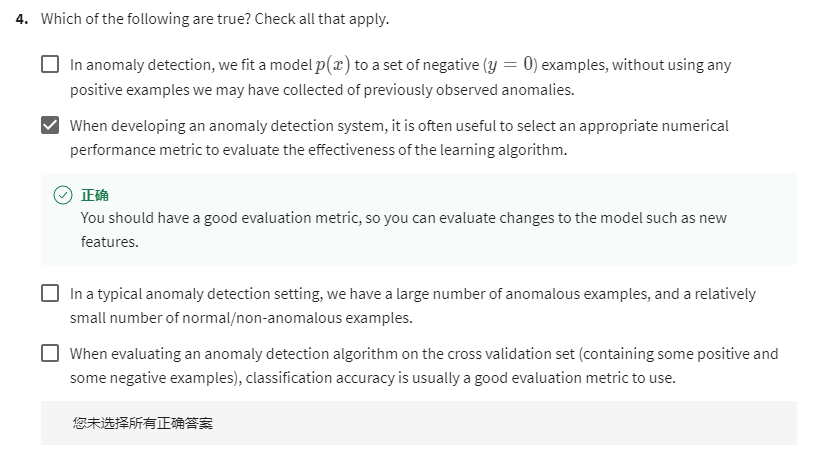 4. Which of the following are true? Check all that apply.
In anomaly detection, we fit a model p(x) to a set of negative (y = 0) examples, without using any
positive examples we may have collected of previously observed anomalies.
When developing an anomaly detection system, it is often useful to select an appropriate numerical
performance metric to evaluate the effectiveness of the learning algorithm.
正确
You should have a good evaluation metric, so you can evaluate changes to the model such as new
features.
In a typical anomaly detection setting, we have a large number of anomalous examples, and a relatively
small number of normal/non-anomalous examples.
When evaluating an anomaly detection algorithm on the cross validation set (containing some positive and
some negative examples), classification accuracy is usually a good evaluation metric to use.
您未选择所有正确答案